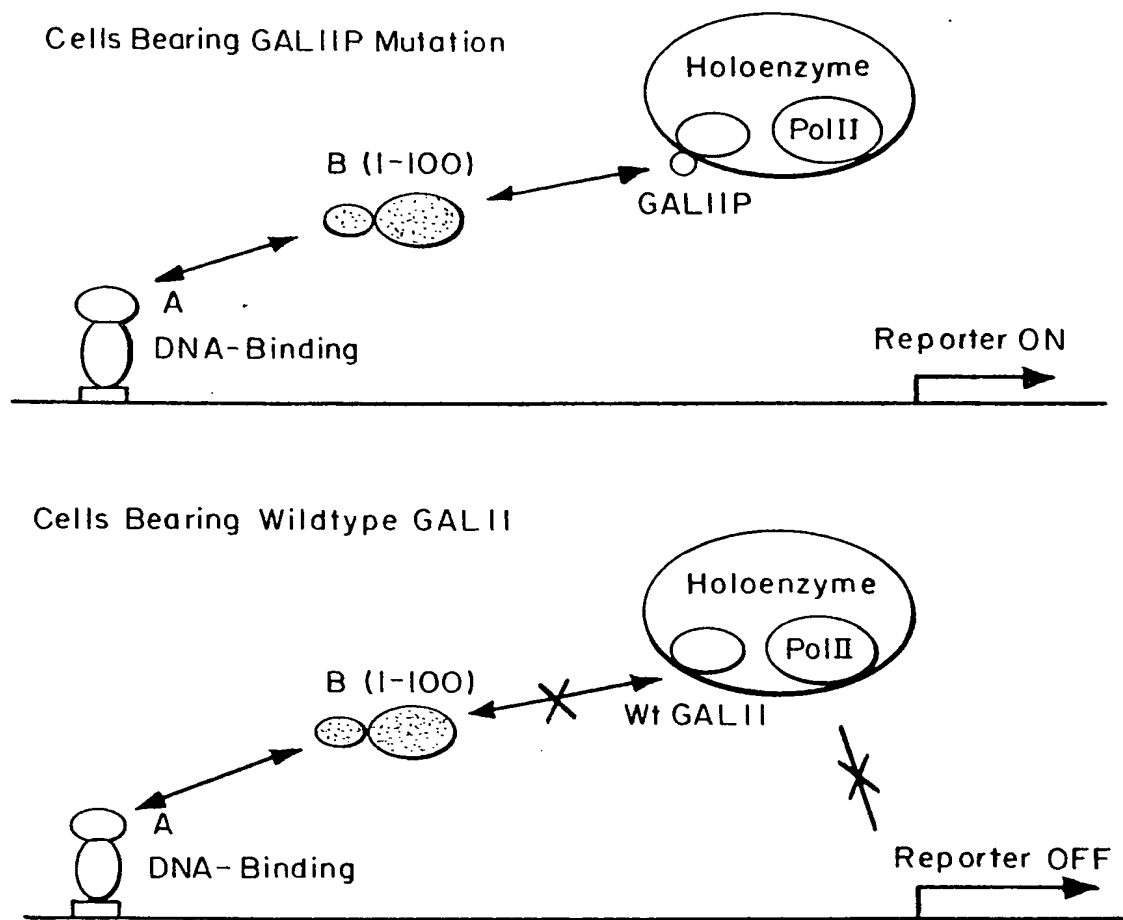 Cells Bearing GAL11P Mutation
Holoenzyme
PolII
B (1-100)
GAL11P
A
DNA-Binding
Reporter ON
Cells Bearing Wildtype GAL11
Holoenzyme
PolII
B (1-100)
Wt GAL11
A
DNA-Binding
Reporter OFF